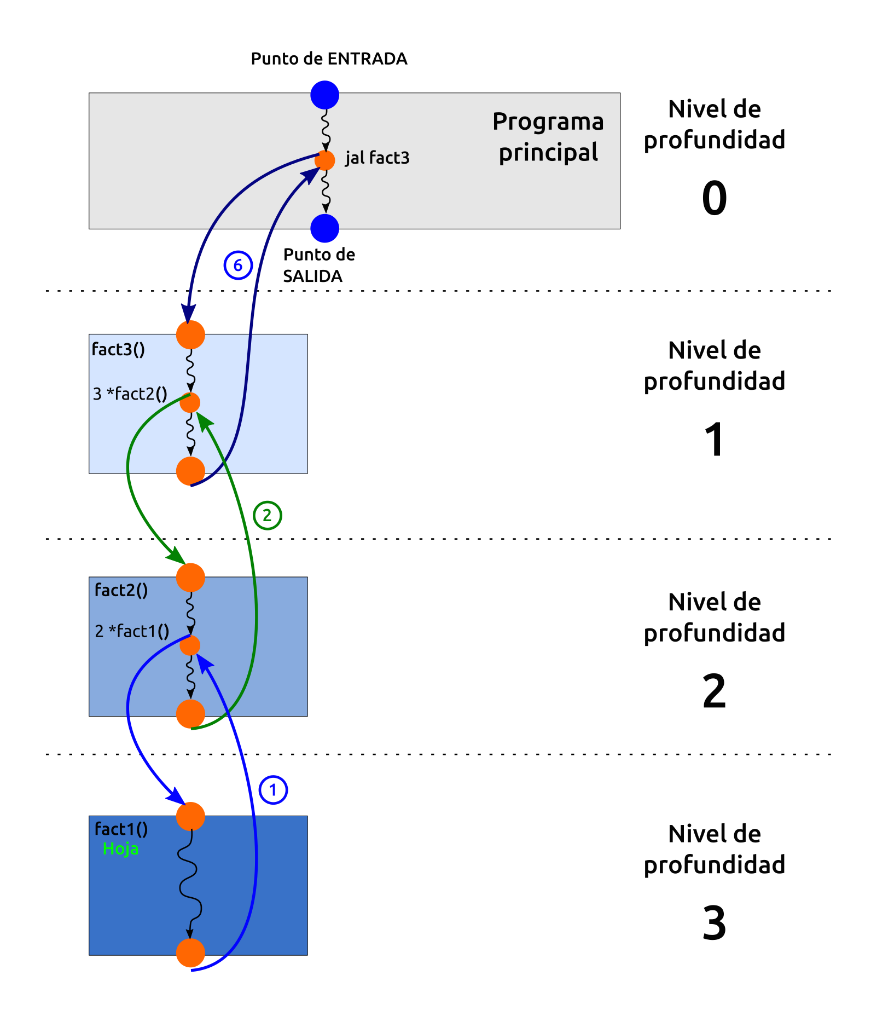 Punto de ENTRADA
Programa
principal
jal fact3
Nivel de
profundidad
0
Punto de
SALIDA
6
fact3()
3 *fact2()
Nivel de
profundidad
1
2
fact2()
2 *fact1()
Nivel de
profundidad
2
1
fact1()
Hoja
Nivel de
profundidad
3